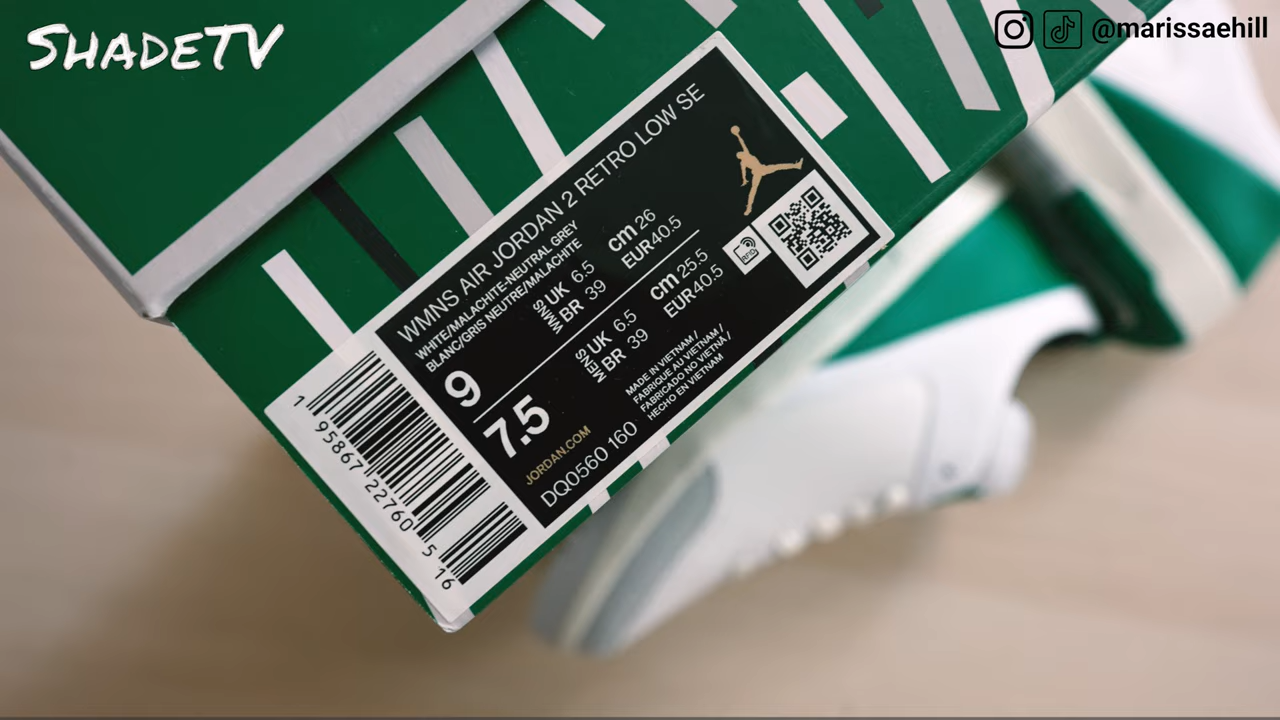 SHADETV
@marissaehill
WMNS AIR JORDAN 2 RETRO LOW SE
WHITE/MALACHITE-NEUTRAL GREY
BLANC/GRIS NEUTRE/MALACHITE
9
WMNS UK 6.5 cm 26
BR 39 EUR 40.5
7.5
MENS UK 6.5 cm 25.5
BR 39 EUR 40.5
RFID
JORDAN.COM
MADE IN VIETNAM /
FABRIQUE AU VIETNAM /
FABRICADO NO VIETNÃ /
HECHO EN VIETNAM
DQ0560 160
1 95867 22760 5 16